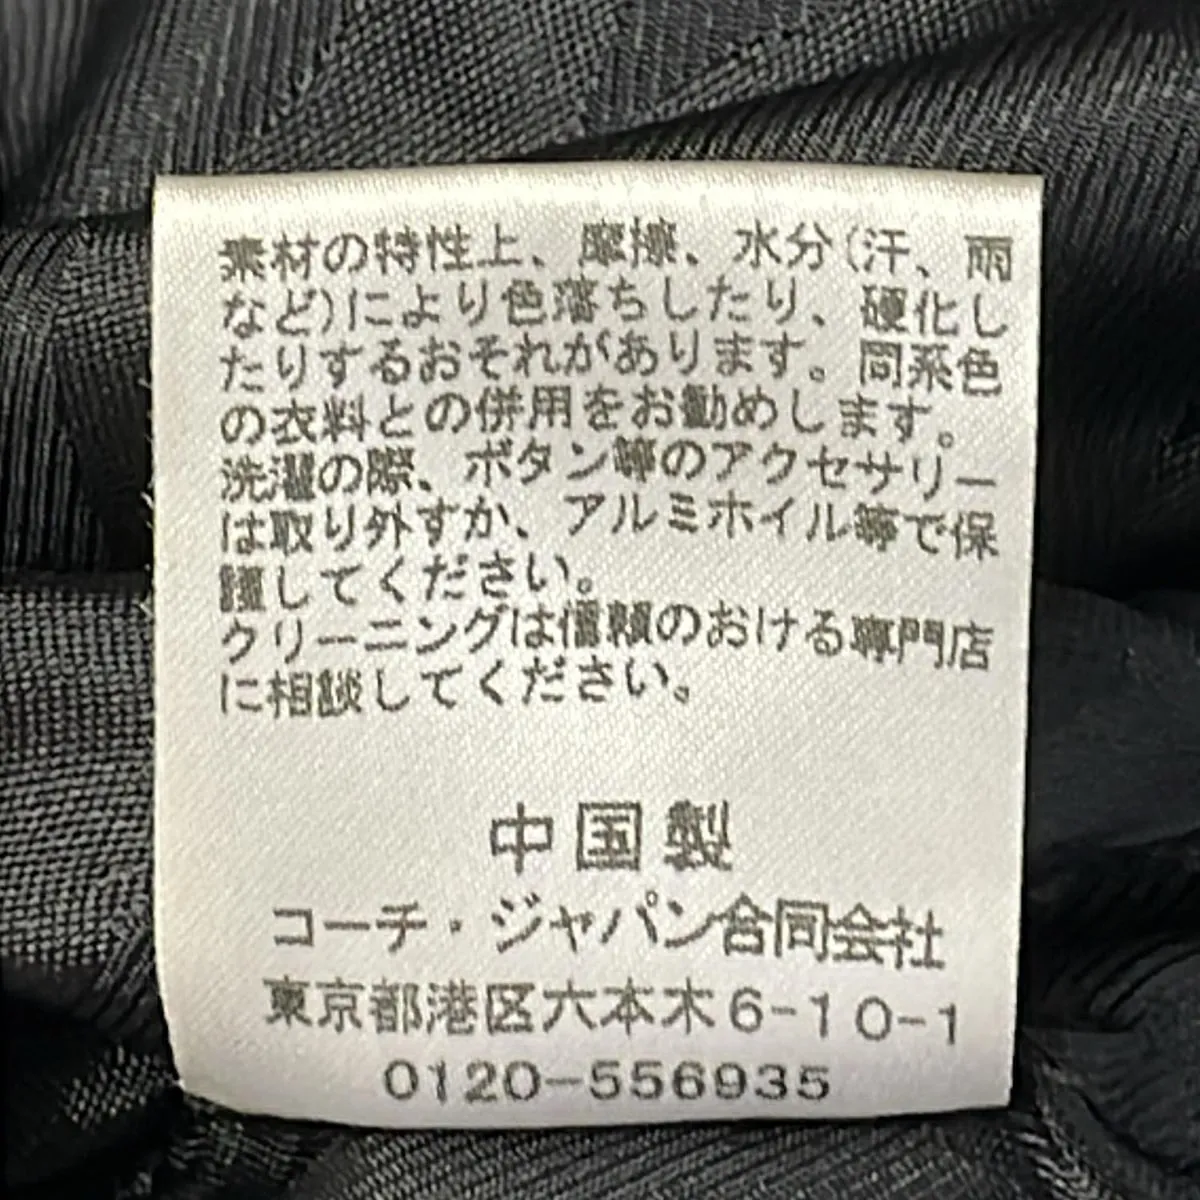 素材の特性上、摩擦、水分(汗、雨
など)により色落ちしたり、硬化し
たりするおそれがあります。同系色
の衣料との併用をお勧めします。
洗濯の際、ボタン等のアクセサリー
は取り外すか、アルミホイル等で保
護してください。
クリーニングは信頼のおける専門店
に相談してください。
中国製
コーチ・ジャパン合同会社
東京都港区六本木6-10-1
0120-556935